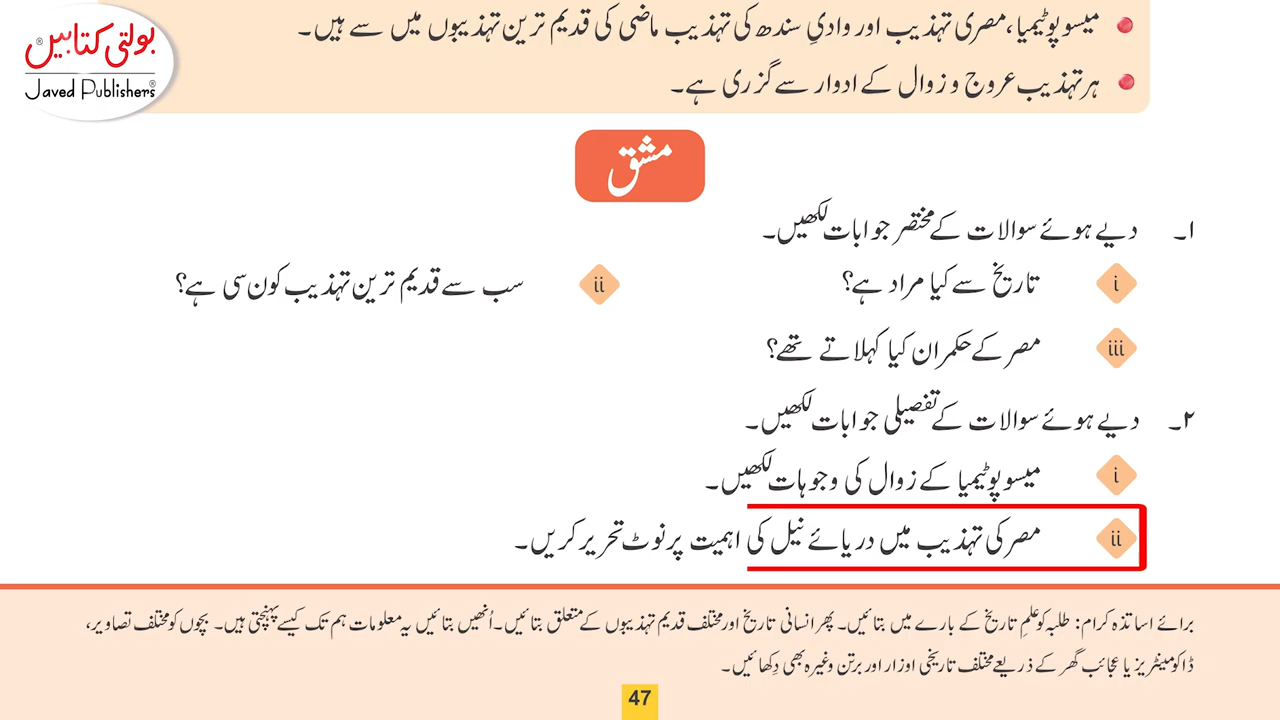 بولتی کتابیں®
Javed Publishers®
میسوپوٹیمیا، مصری تہذیب اور وادیِ سندھ کی تہذیب ماضی کی قدیم ترین تہذیبوں میں سے ہیں۔
ہر تہذیب عروج و زوال کے ادوار سے گزری ہے۔
مشق
۱۔ دیے ہوئے سوالات کے مختصر جوابات لکھیں۔
i تاریخ سے کیا مراد ہے؟ ii سب سے قدیم ترین تہذیب کون سی ہے؟
iii مصر کے حکمران کیا کہلاتے تھے؟
۲۔ دیے ہوئے سوالات کے تفصیلی جوابات لکھیں۔
i میسوپوٹیمیا کے زوال کی وجوہات لکھیں۔
ii مصر کی تہذیب میں دریائے نیل کی اہمیت پر نوٹ تحریر کریں۔
برائے اساتذہ کرام: طلبہ کو علمِ تاریخ کے بارے میں بتائیں۔ پھر انسانی تاریخ اور مختلف قدیم تہذیبوں کے متعلق بتائیں۔ اُنھیں بتائیں یہ معلومات ہم تک کیسے پہنچتی ہیں۔ بچوں کو مختلف تصاویر،
ڈاکومینٹریز یا عجائب گھر کے ذریعے مختلف تاریخی اوزار اور برتن وغیرہ بھی دِکھائیں۔
47